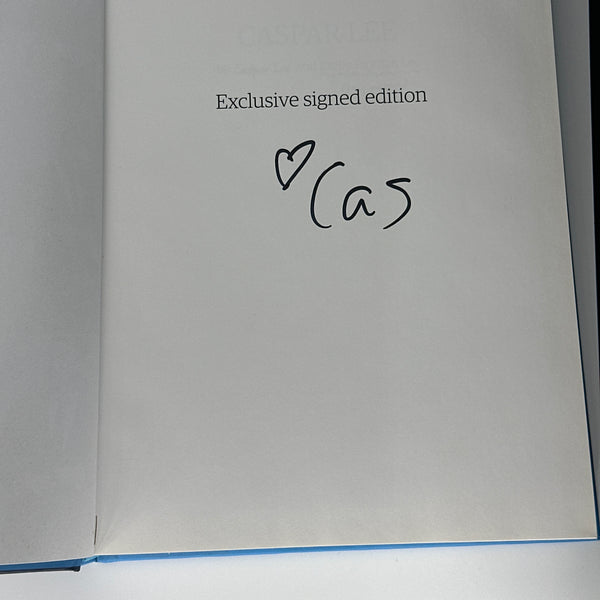 CASPAR LEE
Exclusive signed edition
♡ Cas